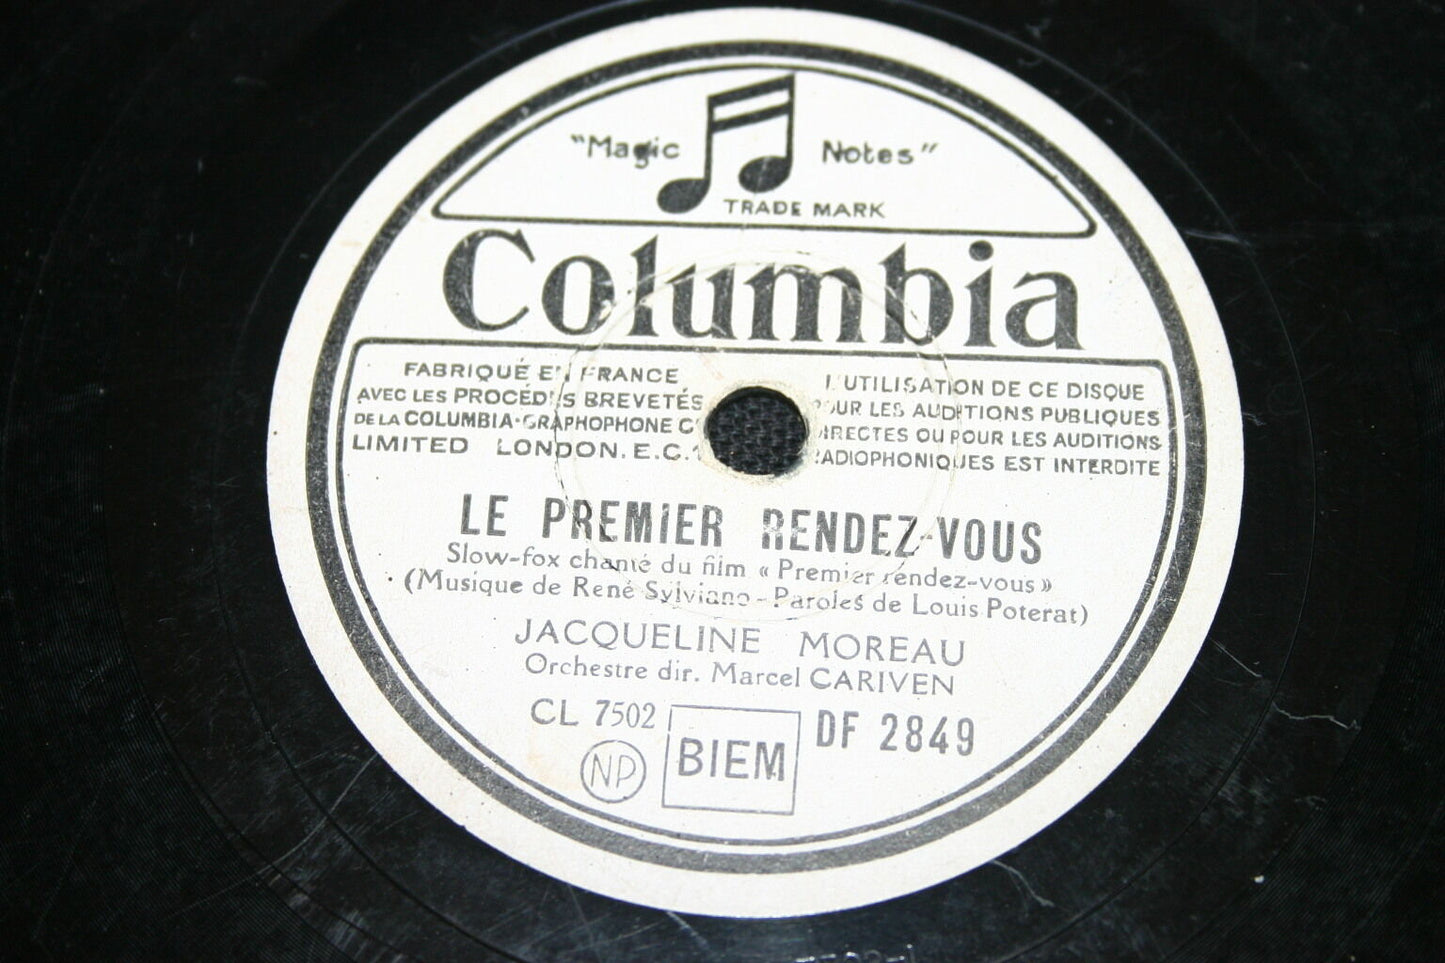 "Magic Notes"
TRADE MARK
Columbia
FABRIQUÉ EN FRANCE
AVEC LES PROCÉDÉS BREVETÉS
DE LA COLUMBIA-GRAPHOPHONE Cº
LIMITED LONDON. E.C.1
L'UTILISATION DE CE DISQUE
POUR LES AUDITIONS PUBLIQUES
DIRECTES OU POUR LES AUDITIONS
RADIOPHONIQUES EST INTERDITE
LE PREMIER RENDEZ-VOUS
Slow-fox chanté du film « Premier rendez-vous »
(Musique de René Sylviano - Paroles de Louis Poterat)
JACQUELINE MOREAU
Orchestre dir. Marcel CARIVEN
CL 7502
DF 2849
NP
BIEM